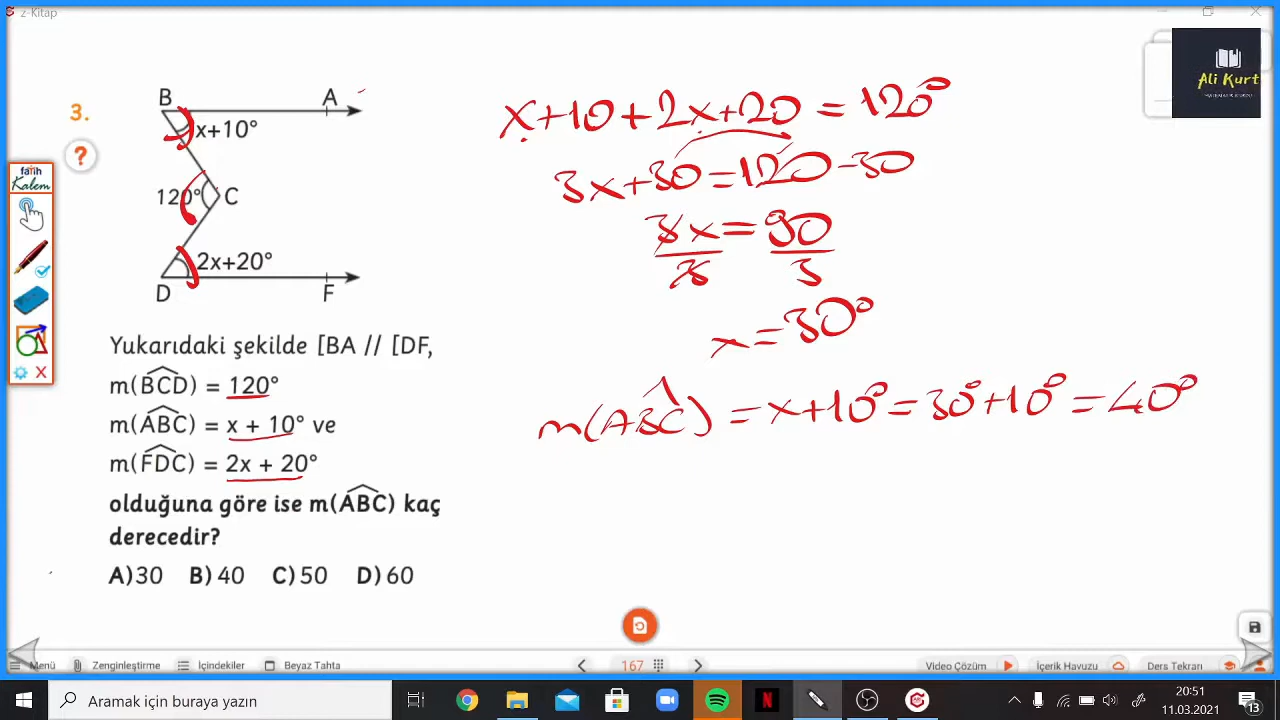 z-Kitap
Ali Kurt
3.
B
A
x+10°
120°
C
2x+20°
D
F
?
fatih
Kalem
Yukarıdaki şekilde [BA // [DF,
m(BCD) = 120°
m(ABC) = x + 10° ve
m(FDC) = 2x + 20°
olduğuna göre ise m(ABC) kaç
derecedir?
A)30 B) 40 C) 50 D) 60
x+10+2x+20=120°
3x+30=120-30
3x=90
3 3
x=30°
m(ABC)=x+10°=30°+10°=40°
Menü Zenginleştirme İçindekiler Beyaz Tahta 167 Video Çözüm İçerik Havuzu Ders Tekrarı
Aramak için buraya yazın
20:51
11.03.2021
13